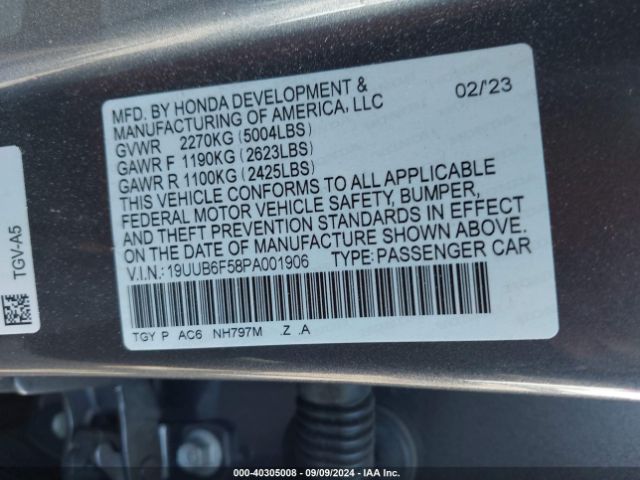 MFD. BY HONDA DEVELOPMENT & 02/'23
MANUFACTURING OF AMERICA, LLC
GVWR 2270KG (5004LBS)
GAWR F 1190KG (2623LBS)
GAWR R 1100KG (2425LBS)
THIS VEHICLE CONFORMS TO ALL APPLICABLE
FEDERAL MOTOR VEHICLE SAFETY, BUMPER,
AND THEFT PREVENTION STANDARDS IN EFFECT
ON THE DATE OF MANUFACTURE SHOWN ABOVE.
V.I.N.: 19UUB6F58PA001906 TYPE: PASSENGER CAR
TGY P AC6 NH797M .Z .A
TGV-A5
000-40305008 - 09/09/2024 - IAA Inc.